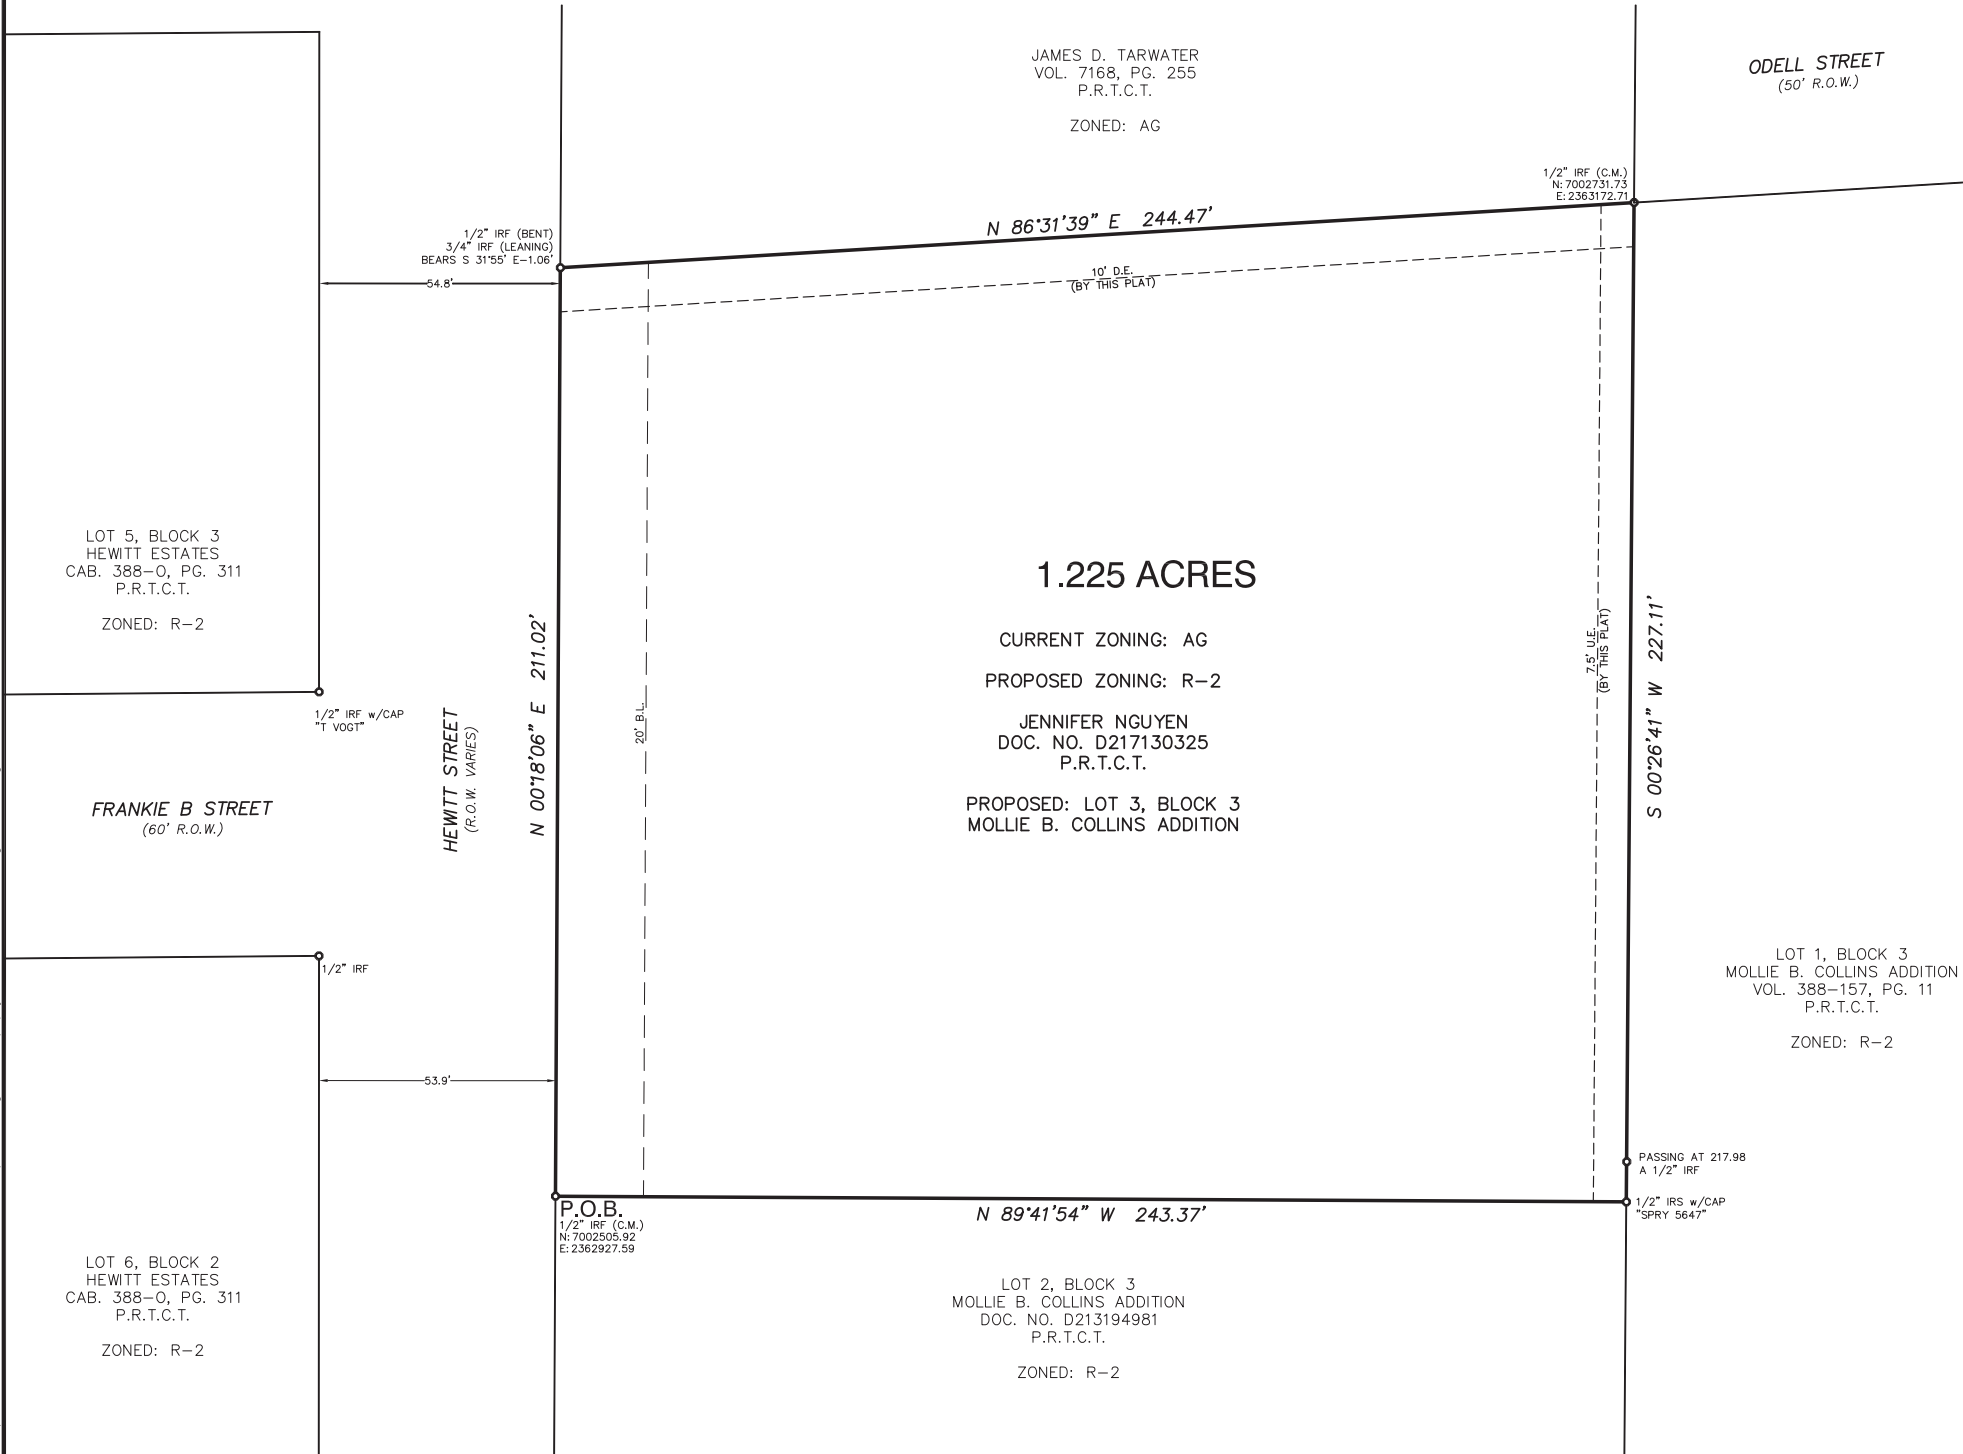 JAMES D. TARWATER
VOL. 7168, PG. 255
P.R.T.C.T.
ZONED: AG
ODELL STREET
(50' R.O.W.)
1/2" IRF (C.M.)
N: 7002731.73
E: 2363172.71
N 86°31'39" E 244.47'
1/2" IRF (BENT)
3/4" IRF (LEANING)
BEARS S 31°55' E-1.06'
54.8'
10' D.E.
(BY THIS PLAT)
LOT 5, BLOCK 3
HEWITT ESTATES
CAB. 388-O, PG. 311
P.R.T.C.T.
ZONED: R-2
1.225 ACRES
CURRENT ZONING: AG
PROPOSED ZONING: R-2
JENNIFER NGUYEN
DOC. NO. D217130325
P.R.T.C.T.
PROPOSED: LOT 3, BLOCK 3
MOLLIE B. COLLINS ADDITION
N 00°18'06" E 211.02'
20' B.L.
7.5' U.E.
(BY THIS PLAT)
S 00°26'41" W 227.11'
1/2" IRF w/CAP
"T VOGT"
HEWITT STREET
(R.O.W. VARIES)
FRANKIE B STREET
(60' R.O.W.)
1/2" IRF
LOT 1, BLOCK 3
MOLLIE B. COLLINS ADDITION
VOL. 388-157, PG. 11
P.R.T.C.T.
ZONED: R-2
53.9'
PASSING AT 217.98
A 1/2" IRF
1/2" IRS w/CAP
"SPRY 5647"
P.O.B.
1/2" IRF (C.M.)
N: 7002505.92
E: 2362927.59
N 89°41'54" W 243.37'
LOT 6, BLOCK 2
HEWITT ESTATES
CAB. 388-O, PG. 311
P.R.T.C.T.
ZONED: R-2
LOT 2, BLOCK 3
MOLLIE B. COLLINS ADDITION
DOC. NO. D213194981
P.R.T.C.T.
ZONED: R-2